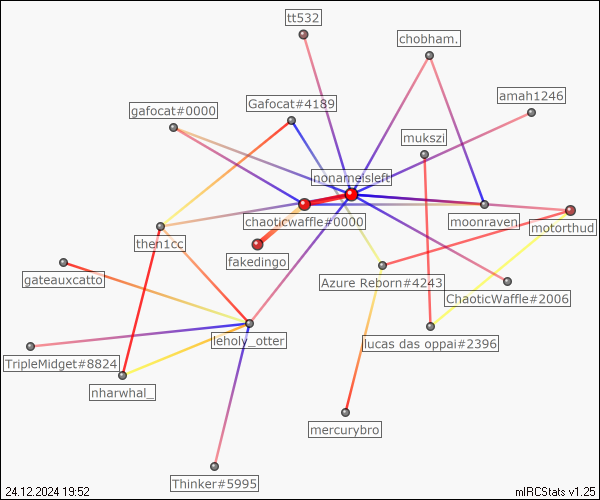 tt532
chobham.
amah1246
gafocat#0000
Gafocat#4189
mukszi
nonameisleft
chaoticwaffle#0000
moonraven
motorthud
then1cc
fakedingo
gateauxcatto
Azure Reborn#4243
ChaoticWaffle#2006
leholy_otter
lucas das oppai#2396
TripleMidget#8824
nharwhal_
mercurybro
Thinker#5995
24.12.2024 19:52
mIRCStats v1.25